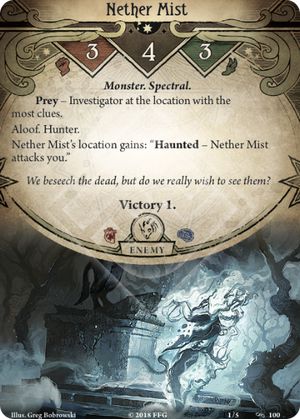 Nether Mist
3 4 3
Monster. Spectral.
Prey – Investigator at the location with the
most clues.
Aloof. Hunter.
Nether Mist's location gains: “Haunted – Nether Mist
attacks you.”
We beseech the dead, but do we really wish to see them?
Victory 1.
ENEMY
Illus. Greg Bobrowski © 2018 FFG 1/5 100